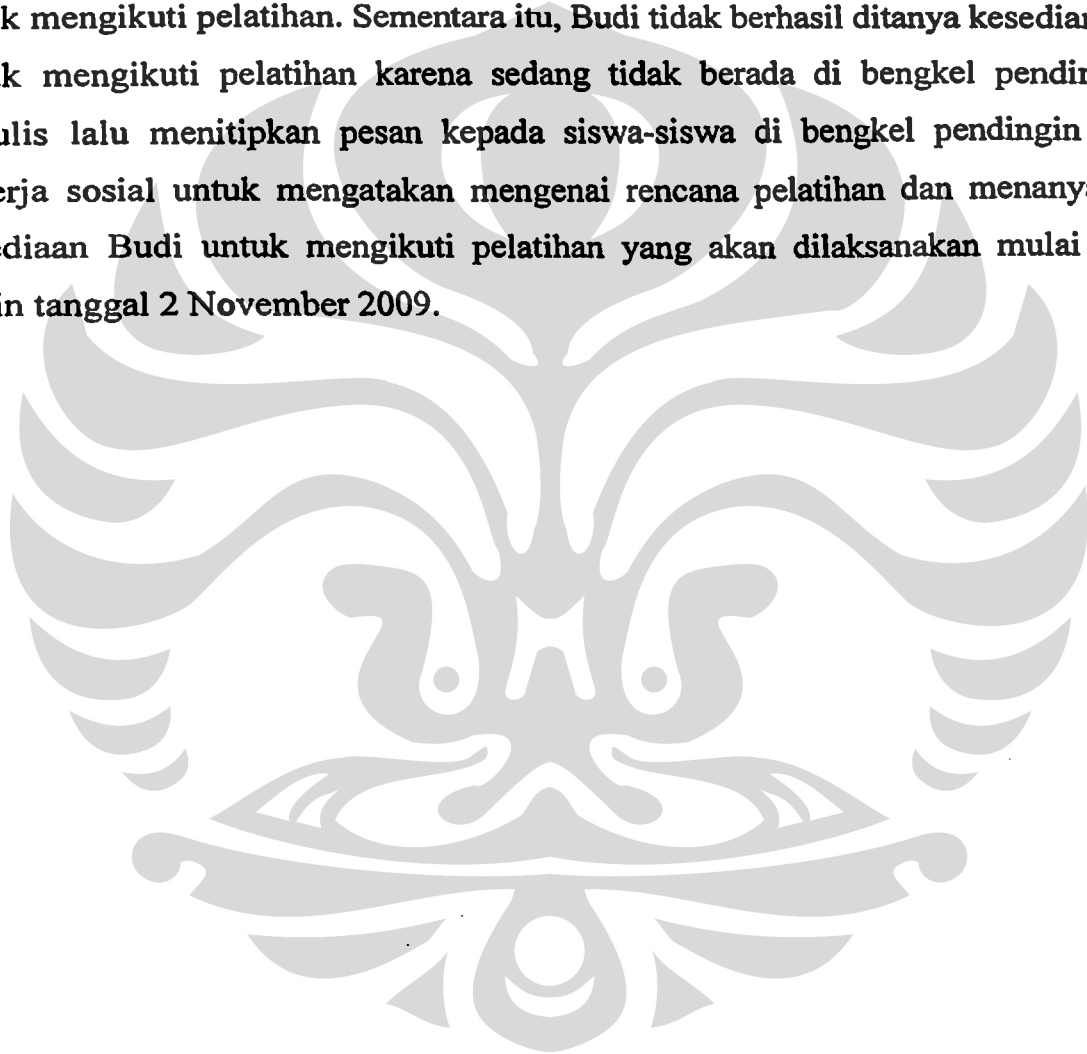 k mengikuti pelatihan. Sementara itu, Budi tidak berhasil ditanya kesedian
k mengikuti pelatihan karena sedang tidak berada di bengkel pendin
ulis lalu menitipkan pesan kepada siswa-siswa di bengkel pendingin
erja sosial untuk mengatakan mengenai rencana pelatihan dan menanya
ediaan Budi untuk mengikuti pelatihan yang akan dilaksanakan mulai
in tanggal 2 November 2009.